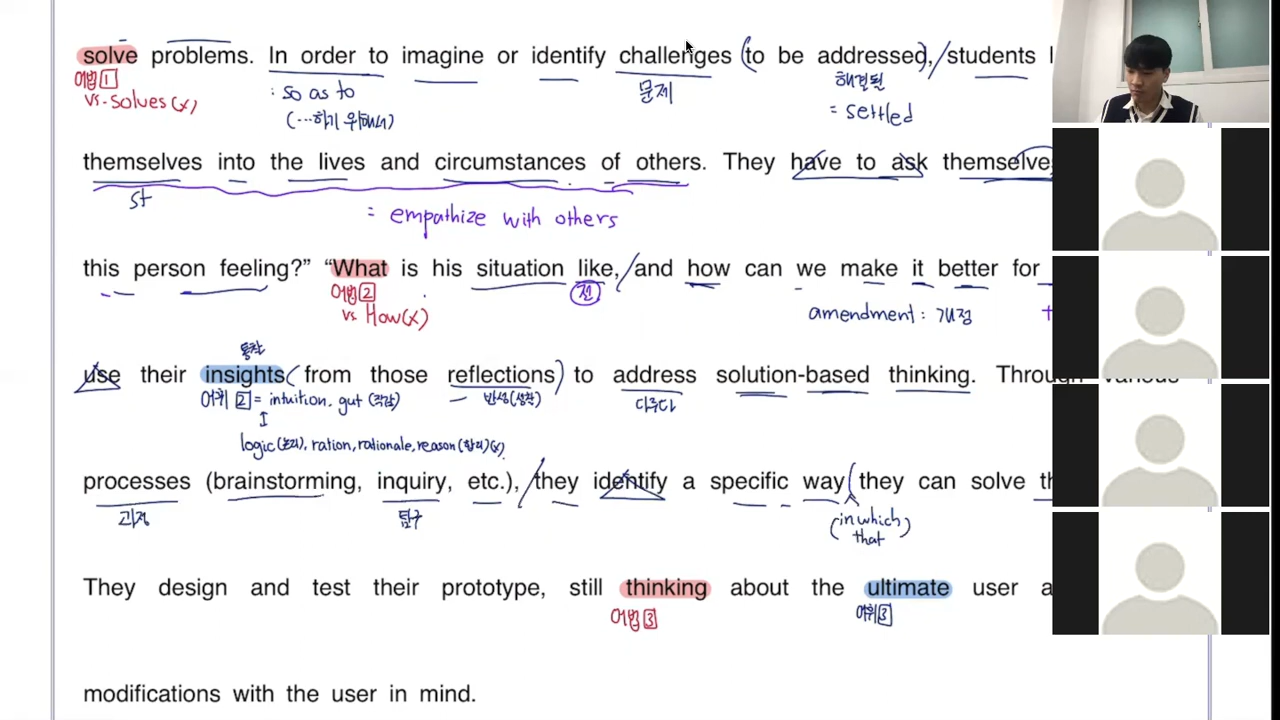 solve problems. In order to imagine or identify challenges (to be addressed), / students
어법 1 : so as to 문제 해결될
vs. solves(x) (…하기 위해서) = settled
themselves into the lives and circumstances of others. They have to ask themselves
st = empathize with others
this person feeling?” “What is his situation like, / and how can we make it better for
어법 2 전
vs. How(x) amendment : 개정
통찰
use their insights (from those reflections) to address solution-based thinking. Through various
어휘 2 = intuition, gut (직감) 반성(성찰) 다루다
logic(논리), ration, rationale, reason(합리)(x)
processes (brainstorming, inquiry, etc.), / they identify a specific way (they can solve
과정 탐구 (in which
that)
They design and test their prototype, still thinking about the ultimate user
어법 3 어휘 3
modifications with the user in mind.